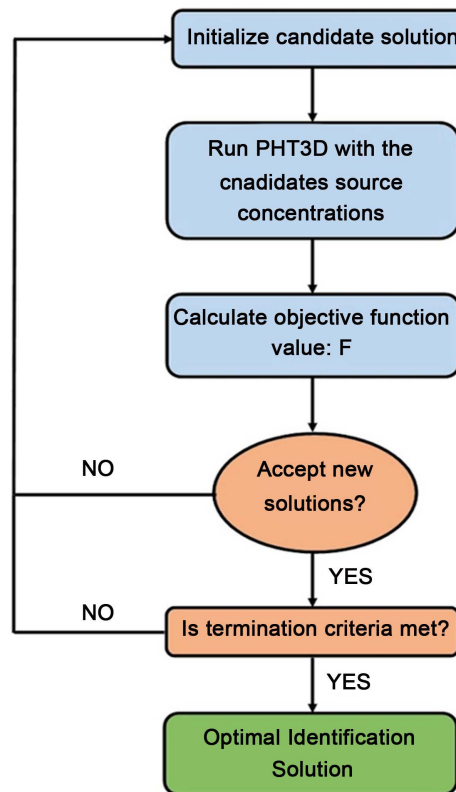 Initialize candidate solution
Run PHT3D with the
cnadidates source
concentrations
Calculate objective function
value: F
Accept new
solutions?
NO
YES
Is termination criteria met?
NO
YES
Optimal Identification
Solution